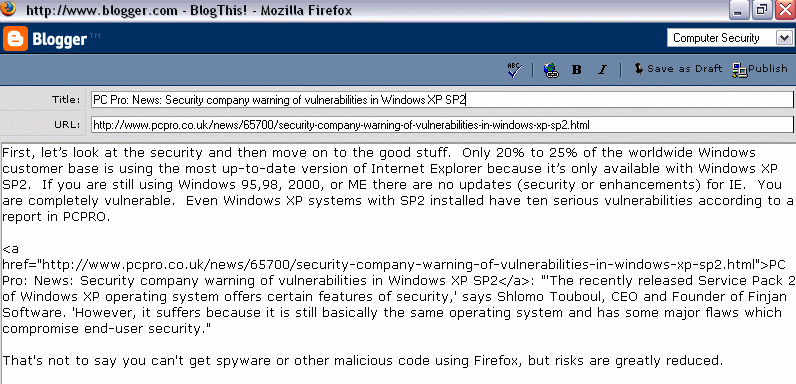 http://www.blogger.com - BlogThis! - Mozilla Firefox
Blogger™
Computer Security
ABC
B I Save as Draft Publish
Title: PC Pro: News: Security company warning of vulnerabilities in Windows XP SP2
URL: http://www.pcpro.co.uk/news/65700/security-company-warning-of-vulnerabilities-in-windows-xp-sp2.html
First, let’s look at the security and then move on to the good stuff.  Only 20% to 25% of the worldwide Windows
customer base is using the most up-to-date version of Internet Explorer because it’s only available with Windows XP
SP2.  If you are still using Windows 95,98, 2000, or ME there are no updates (security or enhancements) for IE.  You
are completely vulnerable.  Even Windows XP systems with SP2 installed have ten serious vulnerabilities according to a
report in PCPRO.
<a
href="http://www.pcpro.co.uk/news/65700/security-company-warning-of-vulnerabilities-in-windows-xp-sp2.html">PC
Pro: News: Security company warning of vulnerabilities in Windows XP SP2</a>: "'The recently released Service Pack 2
of Windows XP operating system offers certain features of security,' says Shlomo Touboul, CEO and Founder of Finjan
Software. 'However, it suffers because it is still basically the same operating system and has some major flaws which
compromise end-user security."
That's not to say you can't get spyware or other malicious code using Firefox, but risks are greatly reduced.